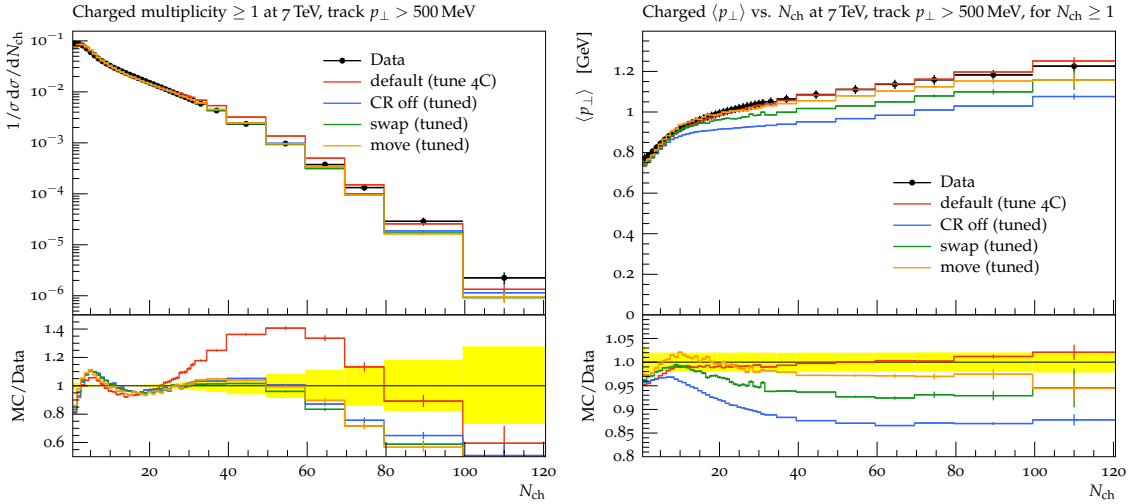 Charged multiplicity ≥ 1 at 7 TeV, track p⊥ > 500 MeV
1/σ dσ/dNch
10⁻¹
10⁻²
10⁻³
10⁻⁴
10⁻⁵
10⁻⁶
Data
default (tune 4C)
CR off (tuned)
swap (tuned)
move (tuned)
MC/Data
1.4
1.2
1
0.8
0.6
20 40 60 80 100 120
Nch
Charged ⟨p⊥⟩ vs. Nch at 7 TeV, track p⊥ > 500 MeV, for Nch ≥ 1
⟨p⊥⟩ [GeV]
1.2
1
0.8
0.6
0.4
0.2
0
Data
default (tune 4C)
CR off (tuned)
swap (tuned)
move (tuned)
MC/Data
1.05
1.0
0.95
0.9
0.85
0.8
20 40 60 80 100 120
Nch